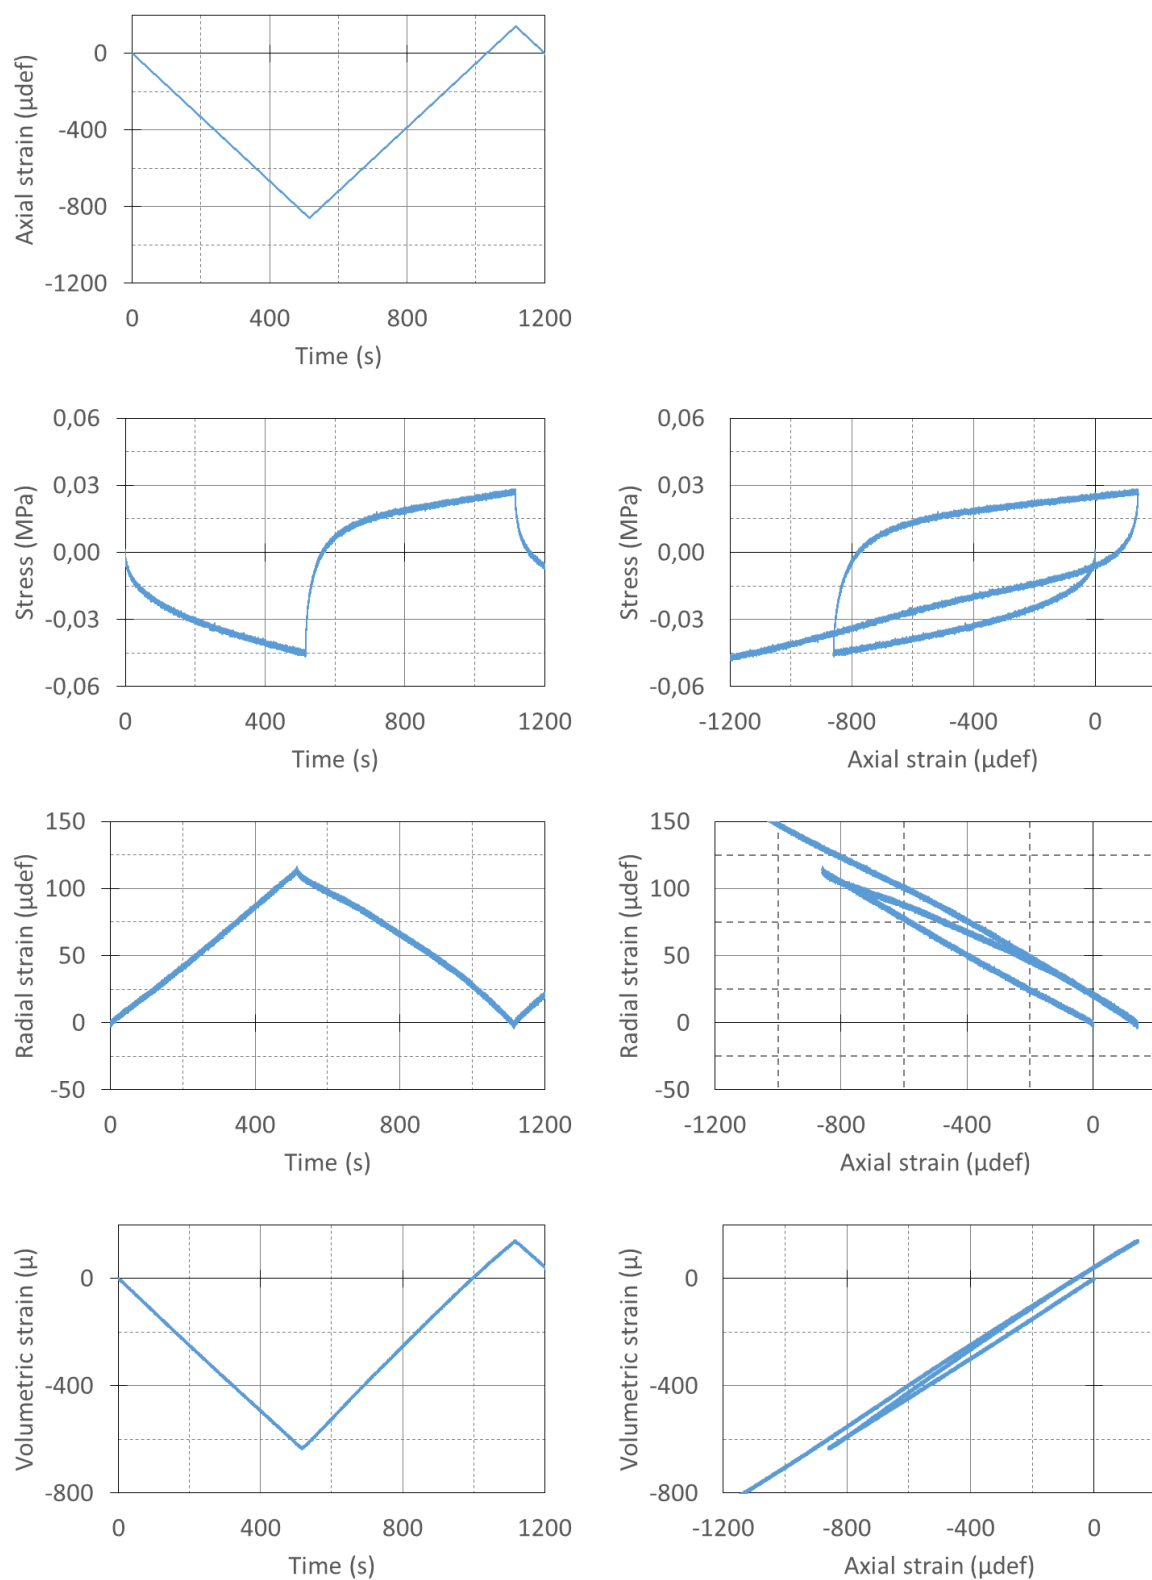 Axial strain (µdef)
0
-400
-800
-1200
0 400 800 1200
Time (s)
Stress (MPa)
0,06
0,03
0,00
-0,03
-0,06
0 400 800 1200
Time (s)
Stress (MPa)
0,06
0,03
0,00
-0,03
-0,06
-1200 -800 -400 0
Axial strain (µdef)
Radial strain (µdef)
150
100
50
0
-50
0 400 800 1200
Time (s)
Radial strain (µdef)
150
100
50
0
-50
-1200 -800 -400 0
Axial strain (µdef)
Volumetric strain (µ)
0
-400
-800
0 400 800 1200
Time (s)
Volumetric strain (µ)
0
-400
-800
-1200 -800 -400 0
Axial strain (µdef)